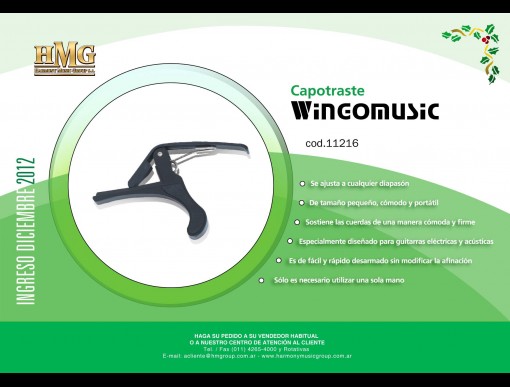 HMG
HARMONY MUSIC GROUP S.A.
Capotraste
WINGOMUSIC
cod.11216
INGRESO DICIEMBRE 2012
Se ajusta a cualquier diapasón
De tamaño pequeño, cómodo y portátil
Sostiene las cuerdas de una manera cómoda y firme
Especialmente diseñado para guitarras eléctricas y acústicas
Es de fácil y rápido desarmado sin modificar la afinación
Sólo es necesario utilizar una sola mano
HAGA SU PEDIDO A SU VENDEDOR HABITUAL
O A NUESTRO CENTRO DE ATENCIÓN AL CLIENTE
Tel. / Fax (011) 4265-4000 y Rotativas
E-mail: acliente@hmgroup.com.ar - www.harmonymusicgroup.com.ar